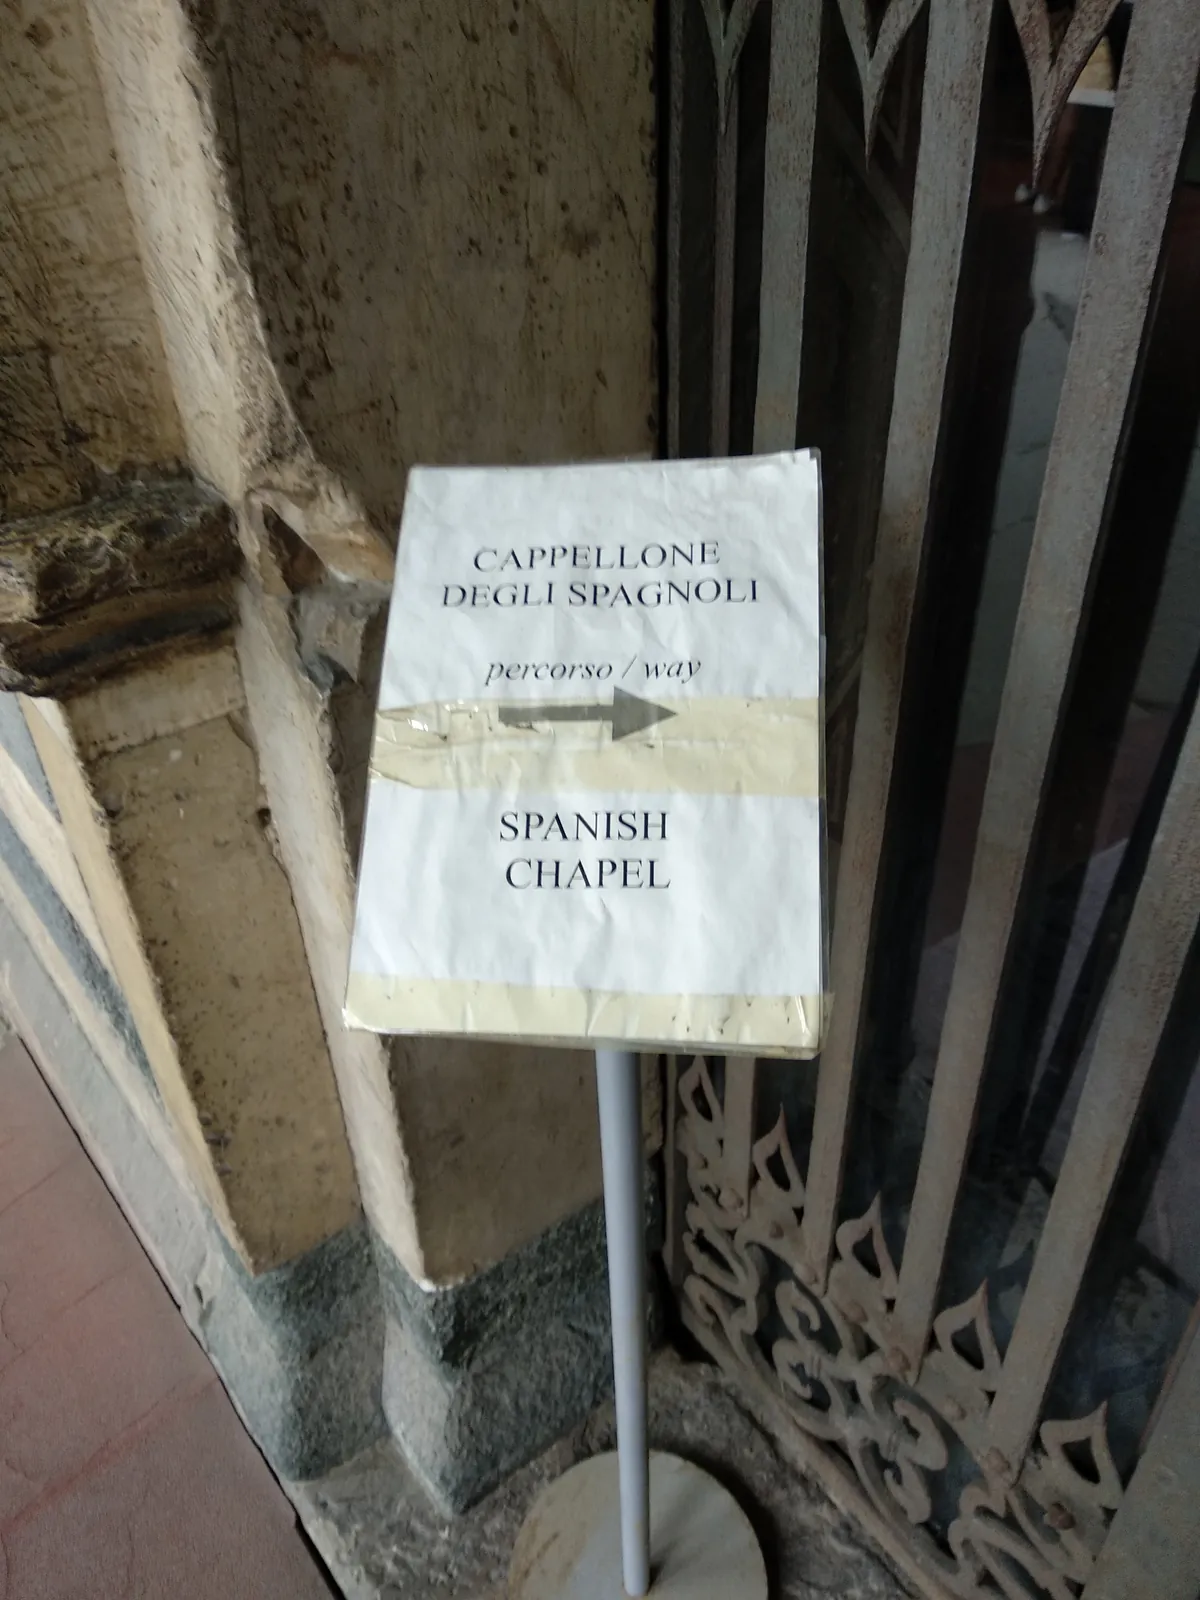 CAPPELLONE
DEGLI SPAGNOLI
percorso / way
SPANISH
CHAPEL